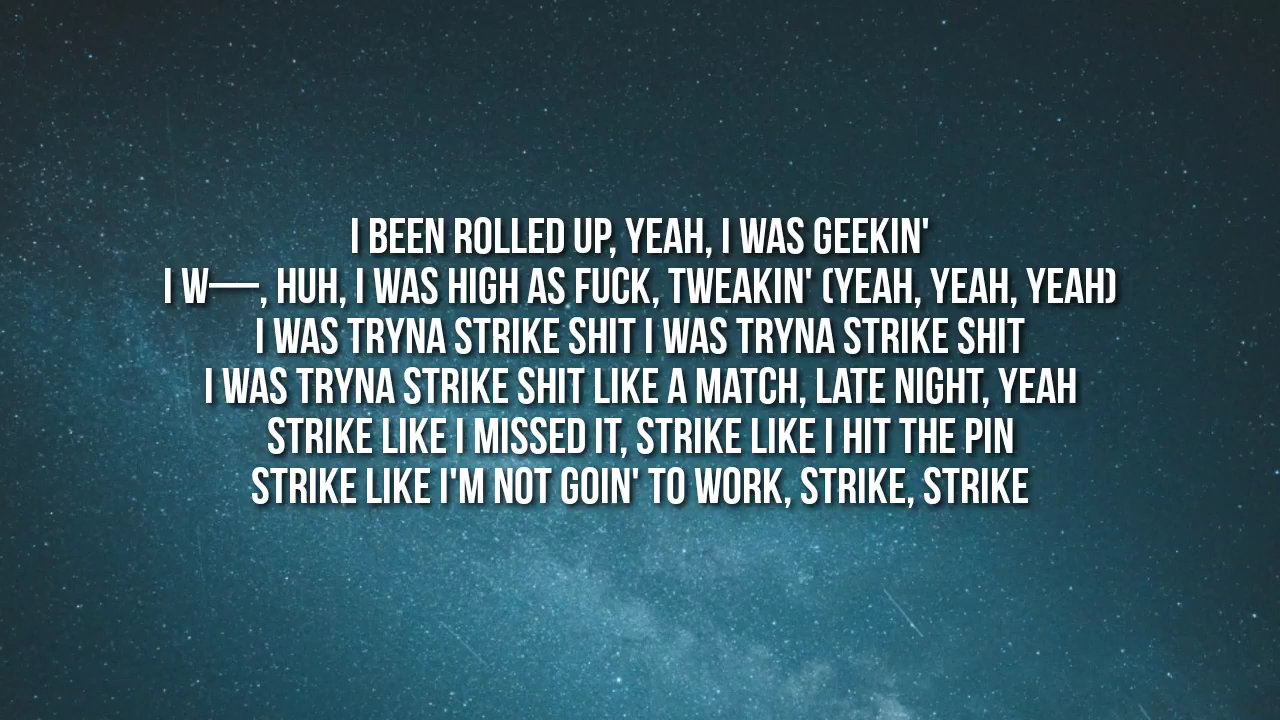 I BEEN ROLLED UP, YEAH, I WAS GEEKIN'
I W—, HUH, I WAS HIGH AS FUCK, TWEAKIN' (YEAH, YEAH, YEAH)
I WAS TRYNA STRIKE SHIT I WAS TRYNA STRIKE SHIT
I WAS TRYNA STRIKE SHIT LIKE A MATCH, LATE NIGHT, YEAH
STRIKE LIKE I MISSED IT, STRIKE LIKE I HIT THE PIN
STRIKE LIKE I'M NOT GOIN' TO WORK, STRIKE, STRIKE